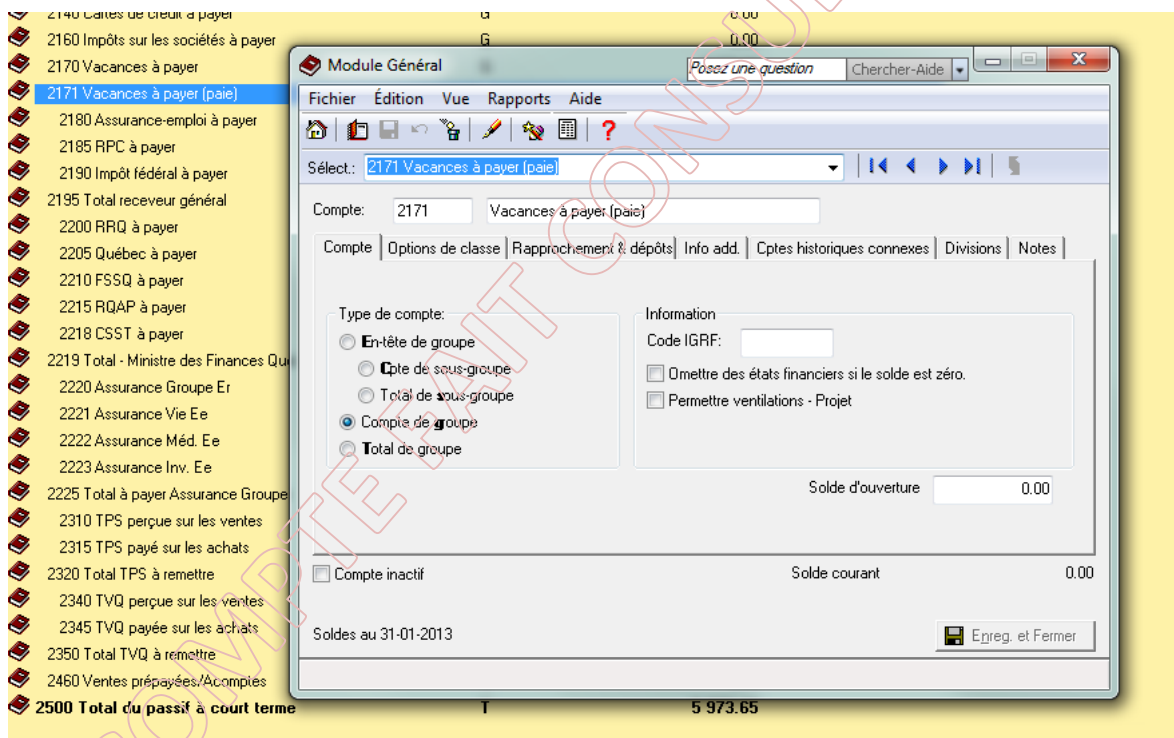 2140 Cartes de crédit à payer G 0.00
2160 Impôts sur les sociétés à payer G 0.00
2170 Vacances à payer
2171 Vacances à payer (paie)
2180 Assurance-emploi à payer
2185 RPC à payer
2190 Impôt fédéral à payer
2195 Total receveur général
2200 RRQ à payer
2205 Québec à payer
2210 FSSQ à payer
2215 RQAP à payer
2218 CSST à payer
2219 Total - Ministre des Finances Qu
2220 Assurance Groupe Er
2221 Assurance Vie Ee
2222 Assurance Méd. Ee
2223 Assurance Inv. Ee
2225 Total à payer Assurance Groupe
2310 TPS perçue sur les ventes
2315 TPS payé sur les achats
2320 Total TPS à remettre
2340 TVQ perçue sur les ventes
2345 TVQ payée sur les achats
2350 Total TVQ à remettre
2460 Ventes prépayées/Acomptes
2500 Total du passif à court terme T 5 973.65
Module Général
Posez une question Chercher-Aide
Fichier Édition Vue Rapports Aide
Sélect.: 2171 Vacances à payer (paie)
Compte: 2171 Vacances à payer (paie)
Compte Options de classe Rapprochement & dépôts Info add. Cptes historiques connexes Divisions Notes
Type de compte:
En-tête de groupe
Cpte de sous-groupe
Total de sous-groupe
Compte de groupe
Total de groupe
Information
Code IGRF:
Omettre des états financiers si le solde est zéro.
Permettre ventilations - Projet
Solde d'ouverture 0.00
Compte inactif
Solde courant 0.00
Soldes au 31-01-2013
Enreg. et Fermer
COMPTE FAIT CONSU